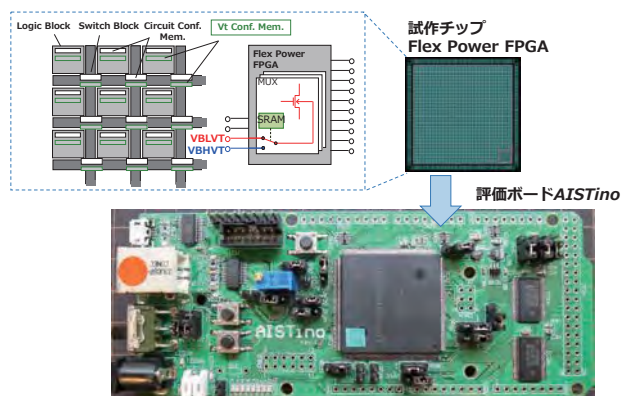 Logic Block Switch Block Circuit Conf. Mem.
Vt Conf. Mem.
Flex Power FPGA
MUX
SRAM
VBLVT
VBHVT
試作チップ
Flex Power FPGA
評価ボードAISTino
AISTino